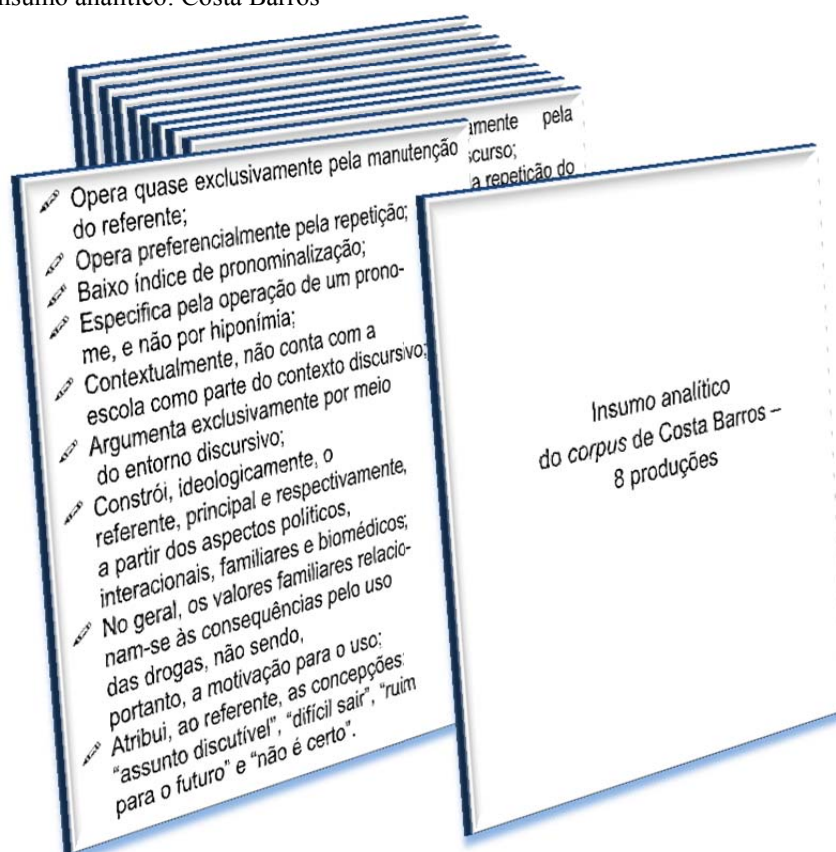 Insumo analítico: Costa Barros
amente pela
curso;
a repetição do
Opera quase exclusivamente pela manutenção
do referente;
Opera preferencialmente pela repetição;
Baixo índice de pronominalização;
Especifica pela operação de um prono-
me, e não por hiponímia;
Contextualmente, não conta com a
escola como parte do contexto discursivo;
Argumenta exclusivamente por meio
do entorno discursivo;
Constrói, ideologicamente, o
referente, principal e respectivamente,
a partir dos aspectos políticos,
interacionais, familiares e biomédicos;
No geral, os valores familiares relacio-
nam-se às consequências pelo uso
das drogas, não sendo,
portanto, a motivação para o uso;
Atribui, ao referente, as concepções:
“assunto discutível”, “difícil sair”, “ruim
para o futuro” e “não é certo”.
Insumo analítico
do corpus de Costa Barros –
8 produções